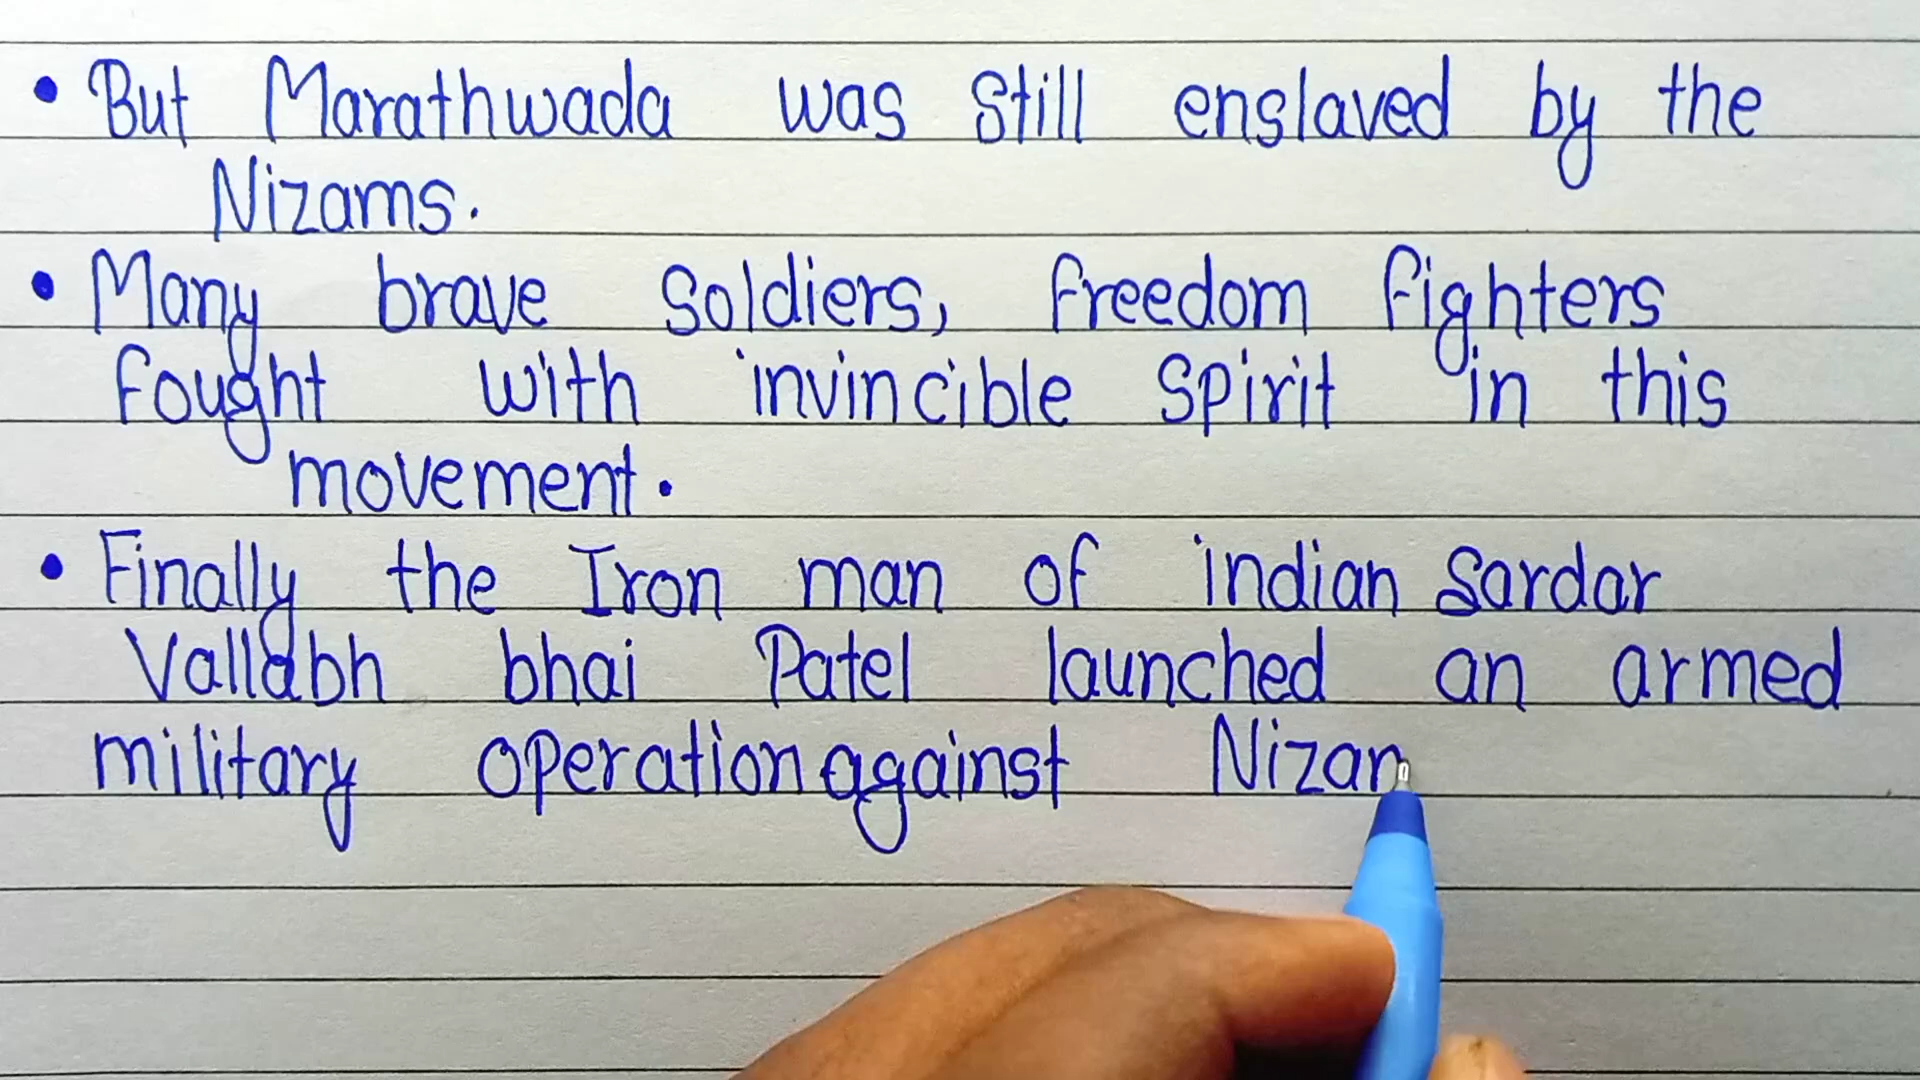 • But Marathwada was still enslaved by the
Nizams.
• Many brave soldiers, freedom fighters
fought with invincible spirit in this
movement.
• Finally the Iron man of indian Sardar
Vallabh bhai Patel launched an armed
military operation against Nizan